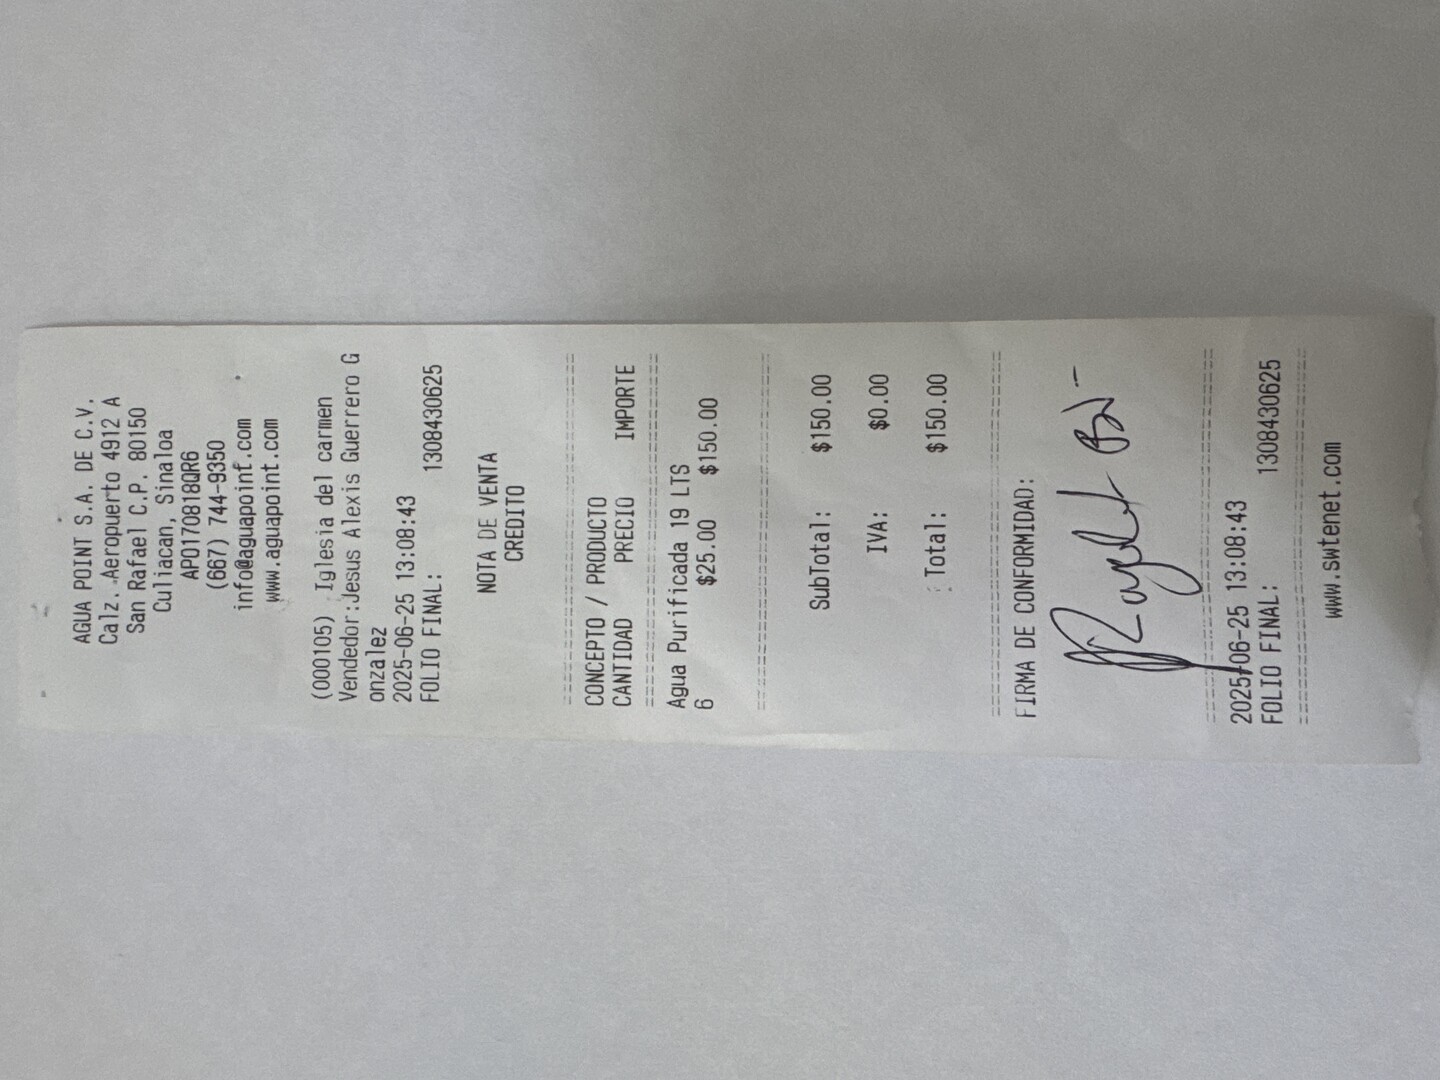 AGUA POINT S.A. DE C.V.
Calz. Aeropuerto 4912 A
San Rafael C.P. 80150
Culiacan, Sinaloa
APO170818QR6
(667) 744-9350
info@aguapoint.com
www.aguapoint.com
(000105) Iglesia del carmen
Vendedor:Jesus Alexis Guerrero G
onzalez
2025-06-25 13:08:43
FOLIO FINAL: 1308430625
NOTA DE VENTA
CREDITO
CONCEPTO / PRODUCTO
CANTIDAD PRECIO IMPORTE
Agua Purificada 19 LTS
6 $25.00 $150.00
SubTotal: $150.00
IVA: $0.00
Total: $150.00
FIRMA DE CONFORMIDAD:
2025-06-25 13:08:43
FOLIO FINAL: 1308430625
www.swtenet.com